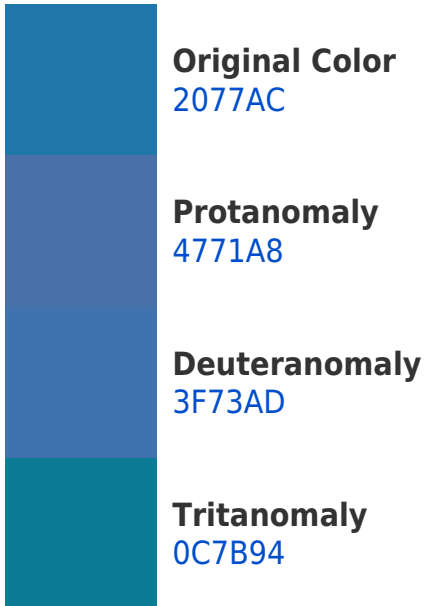 Original Color
2077AC
Protanomaly
4771A8
Deuteranomaly
3F73AD
Tritanomaly
0C7B94